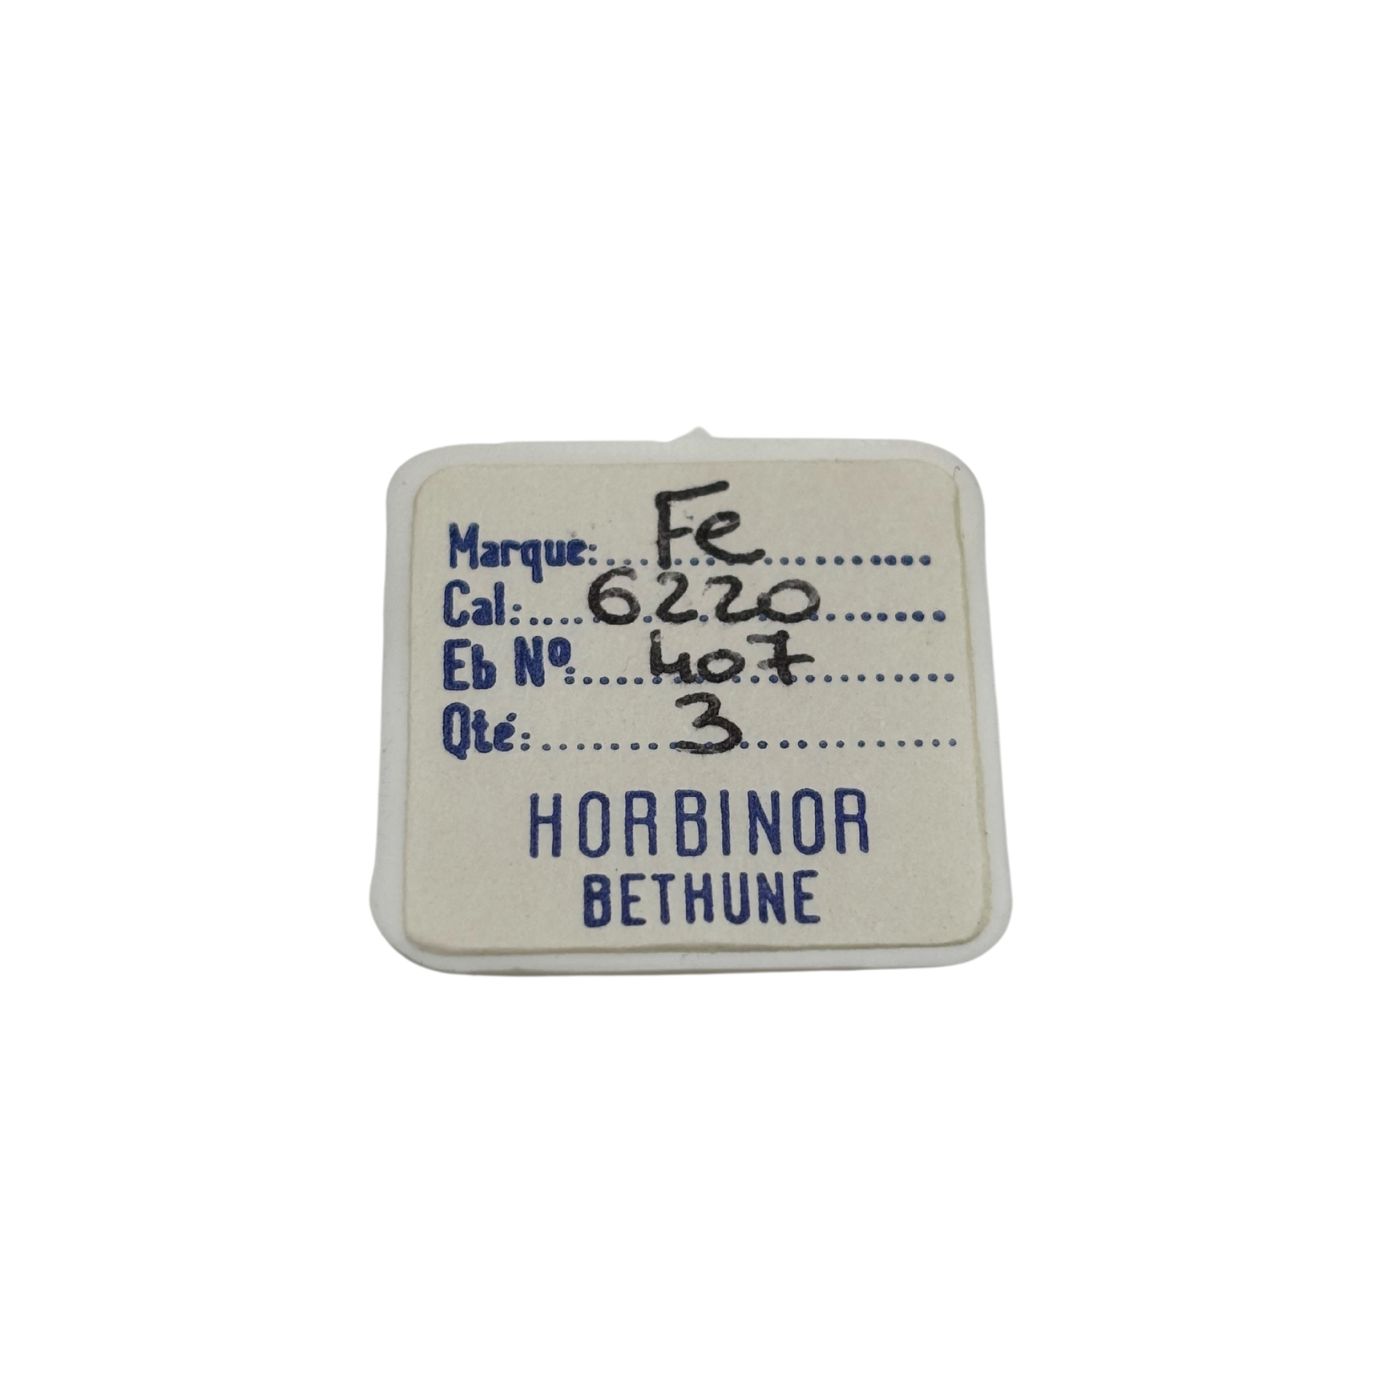 Marque: Fe
Cal: 6220
Eb Nº: 407
Qté: 3
HORBINOR
BETHUNE